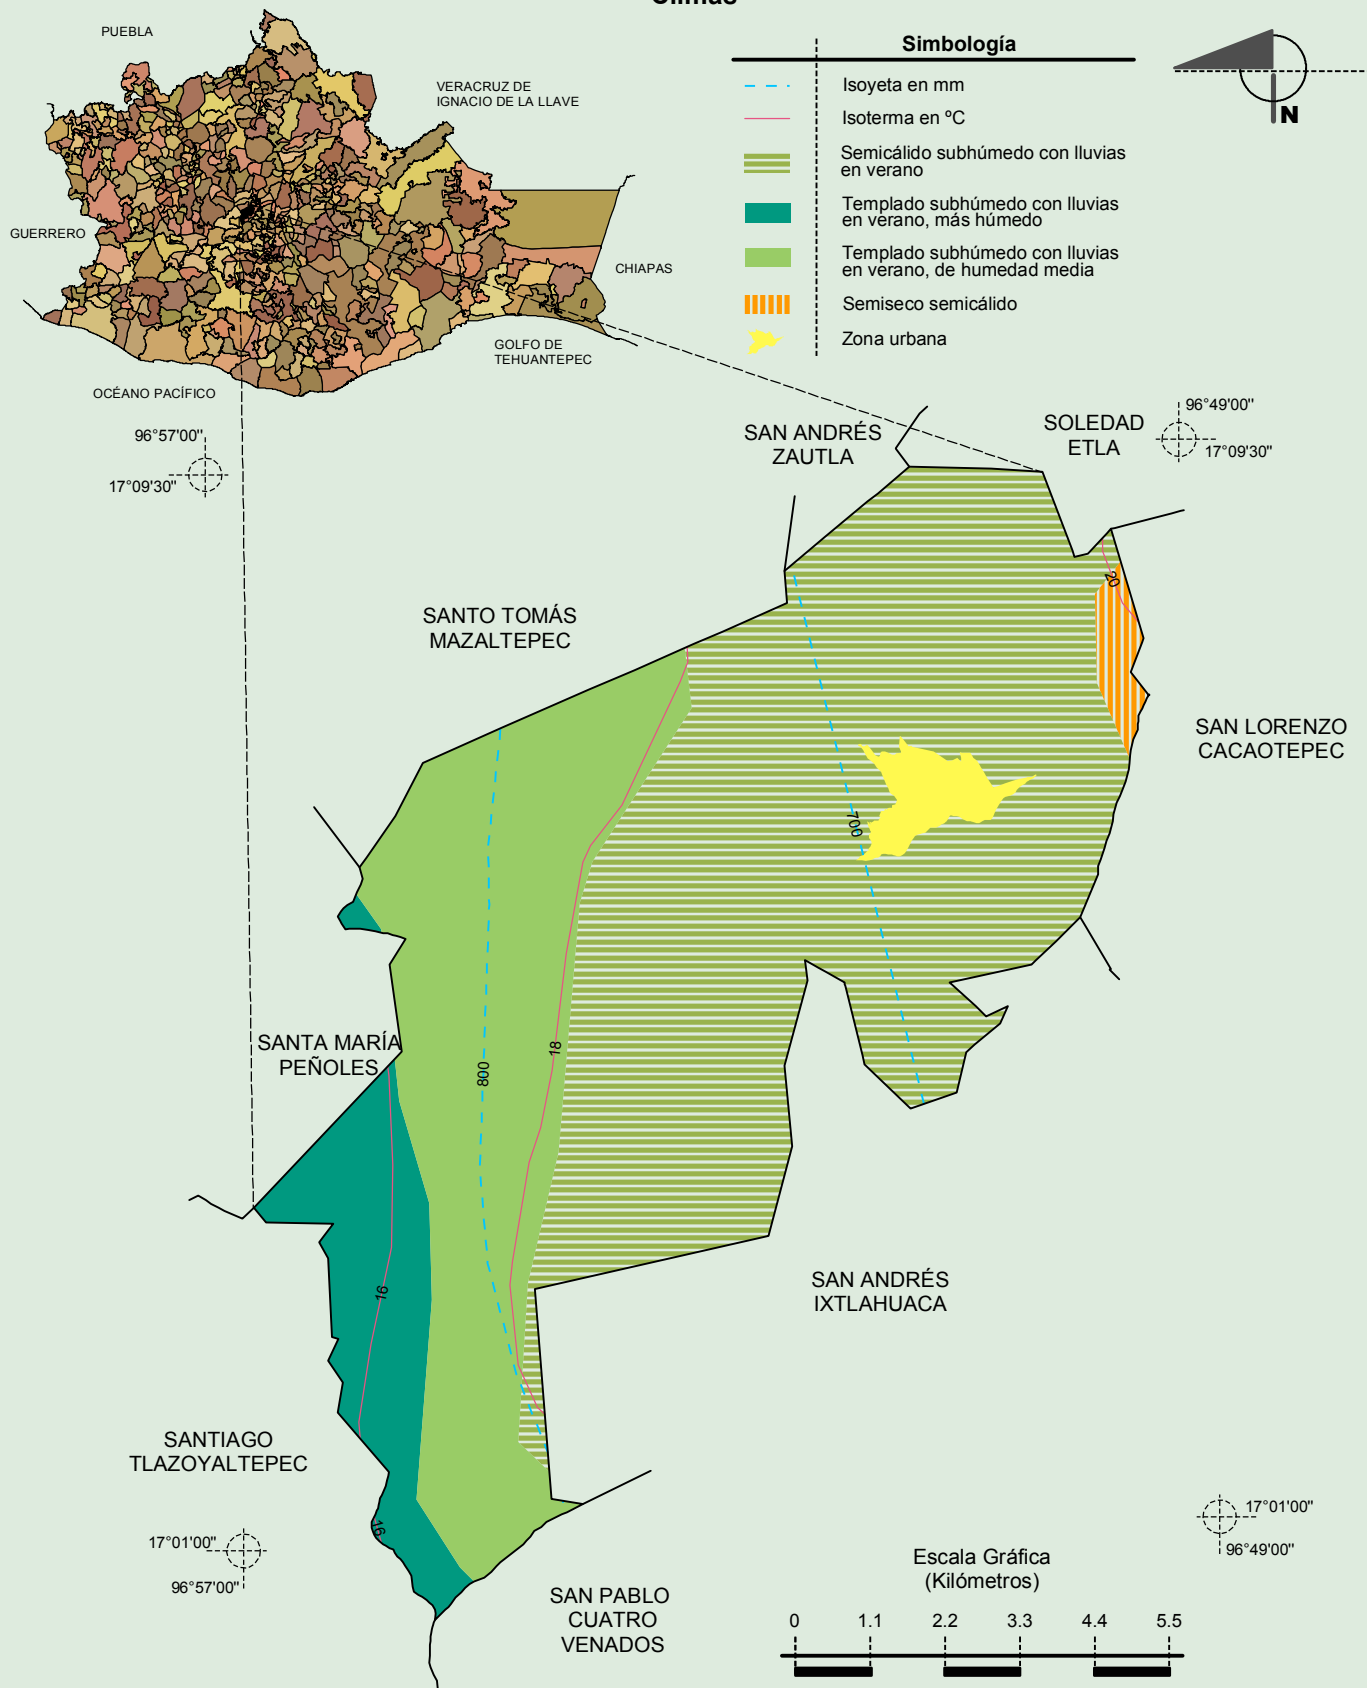 Climas
PUEBLA
VERACRUZ DE
IGNACIO DE LA LLAVE
GUERRERO
CHIAPAS
GOLFO DE
TEHUANTEPEC
OCÉANO PACÍFICO
Simbología
Isoyeta en mm
Isoterma en ºC
Semicálido subhúmedo con lluvias
en verano
Templado subhúmedo con lluvias
en verano, más húmedo
Templado subhúmedo con lluvias
en verano, de humedad media
Semiseco semicálido
Zona urbana
N
96°57'00"
17°09'30"
SAN ANDRÉS
ZAUTLA
SOLEDAD
ETLA
96°49'00"
17°09'30"
20
SANTO TOMÁS
MAZALTEPEC
SAN LORENZO
CACAOTEPEC
700
SANTA MARÍA
PEÑOLES
18
800
16
SAN ANDRÉS
IXTLAHUACA
SANTIAGO
TLAZOYALTEPEC
16
17°01'00"
96°57'00"
17°01'00"
96°49'00"
SAN PABLO
CUATRO
VENADOS
Escala Gráfica
(Kilómetros)
0 1.1 2.2 3.3 4.4 5.5